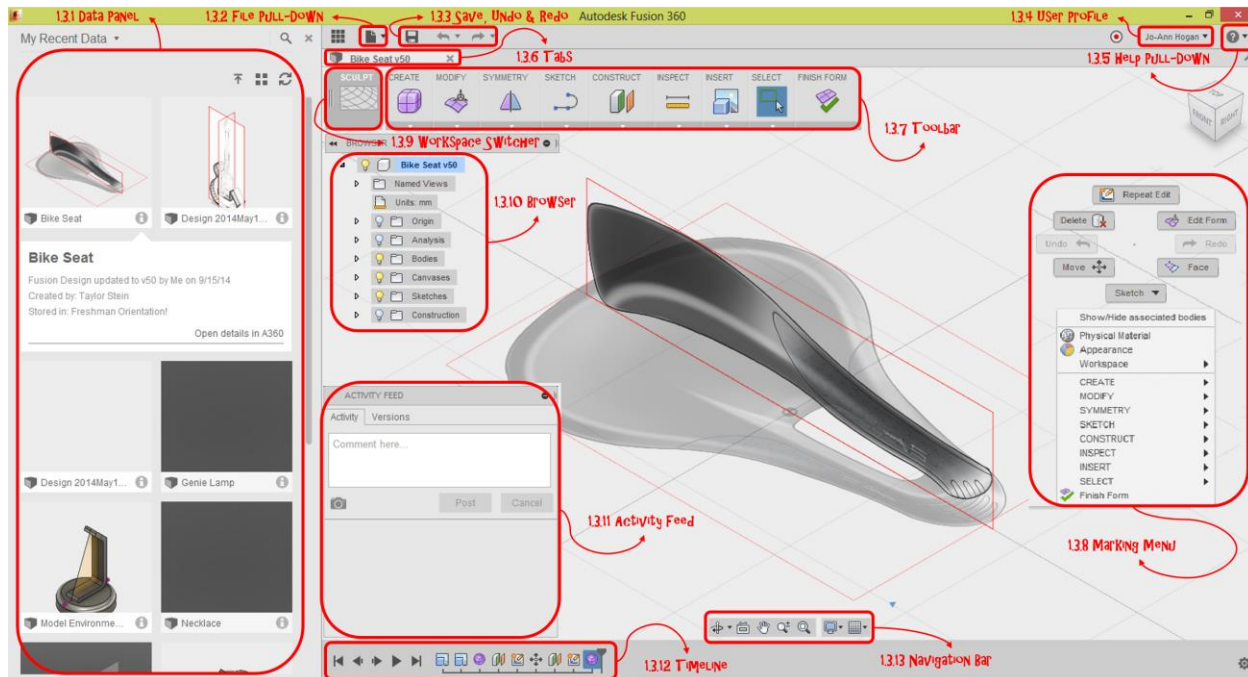 1.3.1 Data Panel
1.3.2 File Pull-Down
1.3.3 Save, Undo & Redo
Autodesk Fusion 360
1.3.4 User Profile
My Recent Data
Jo-Ann Hogan
1.3.5 Help Pull-Down
Bike Seat v50
1.3.6 Tabs
SCULPT
CREATE
MODIFY
SYMMETRY
SKETCH
CONSTRUCT
INSPECT
INSERT
SELECT
FINISH FORM
1.3.7 Toolbar
FRONT
RIGHT
BROWSER
1.3.9 Workspace Switcher
Bike Seat v50
Named Views
Units: mm
Origin
Analysis
Bodies
Canvases
Sketches
Construction
1.3.10 Browser
Bike Seat
Design 2014May1...
Bike Seat
Fusion Design updated to v50 by Me on 9/15/14
Created by: Taylor Stein
Stored in: Freshman Orientation!
Open details in A360
Design 2014May1...
Genie Lamp
Model Environme...
Necklace
ACTIVITY FEED
Activity
Versions
Comment here...
Post
Cancel
1.3.11 Activity Feed
Repeat Edit
Delete
Edit Form
Undo
Redo
Move
Face
Sketch
Show/Hide associated bodies
Physical Material
Appearance
Workspace
CREATE
MODIFY
SYMMETRY
SKETCH
CONSTRUCT
INSPECT
INSERT
SELECT
Finish Form
1.3.8 Marking Menu
1.3.12 Timeline
1.3.13 Navigation Bar